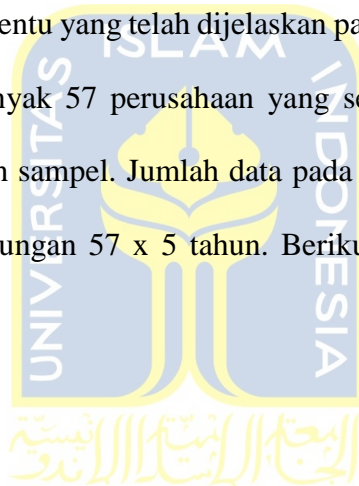 entu yang telah dijelaskan pa
nyak 57 perusahaan yang se
n sampel. Jumlah data pada
ungan 57 x 5 tahun. Beriku
UNIVERSITAS ISLAM INDONESIA